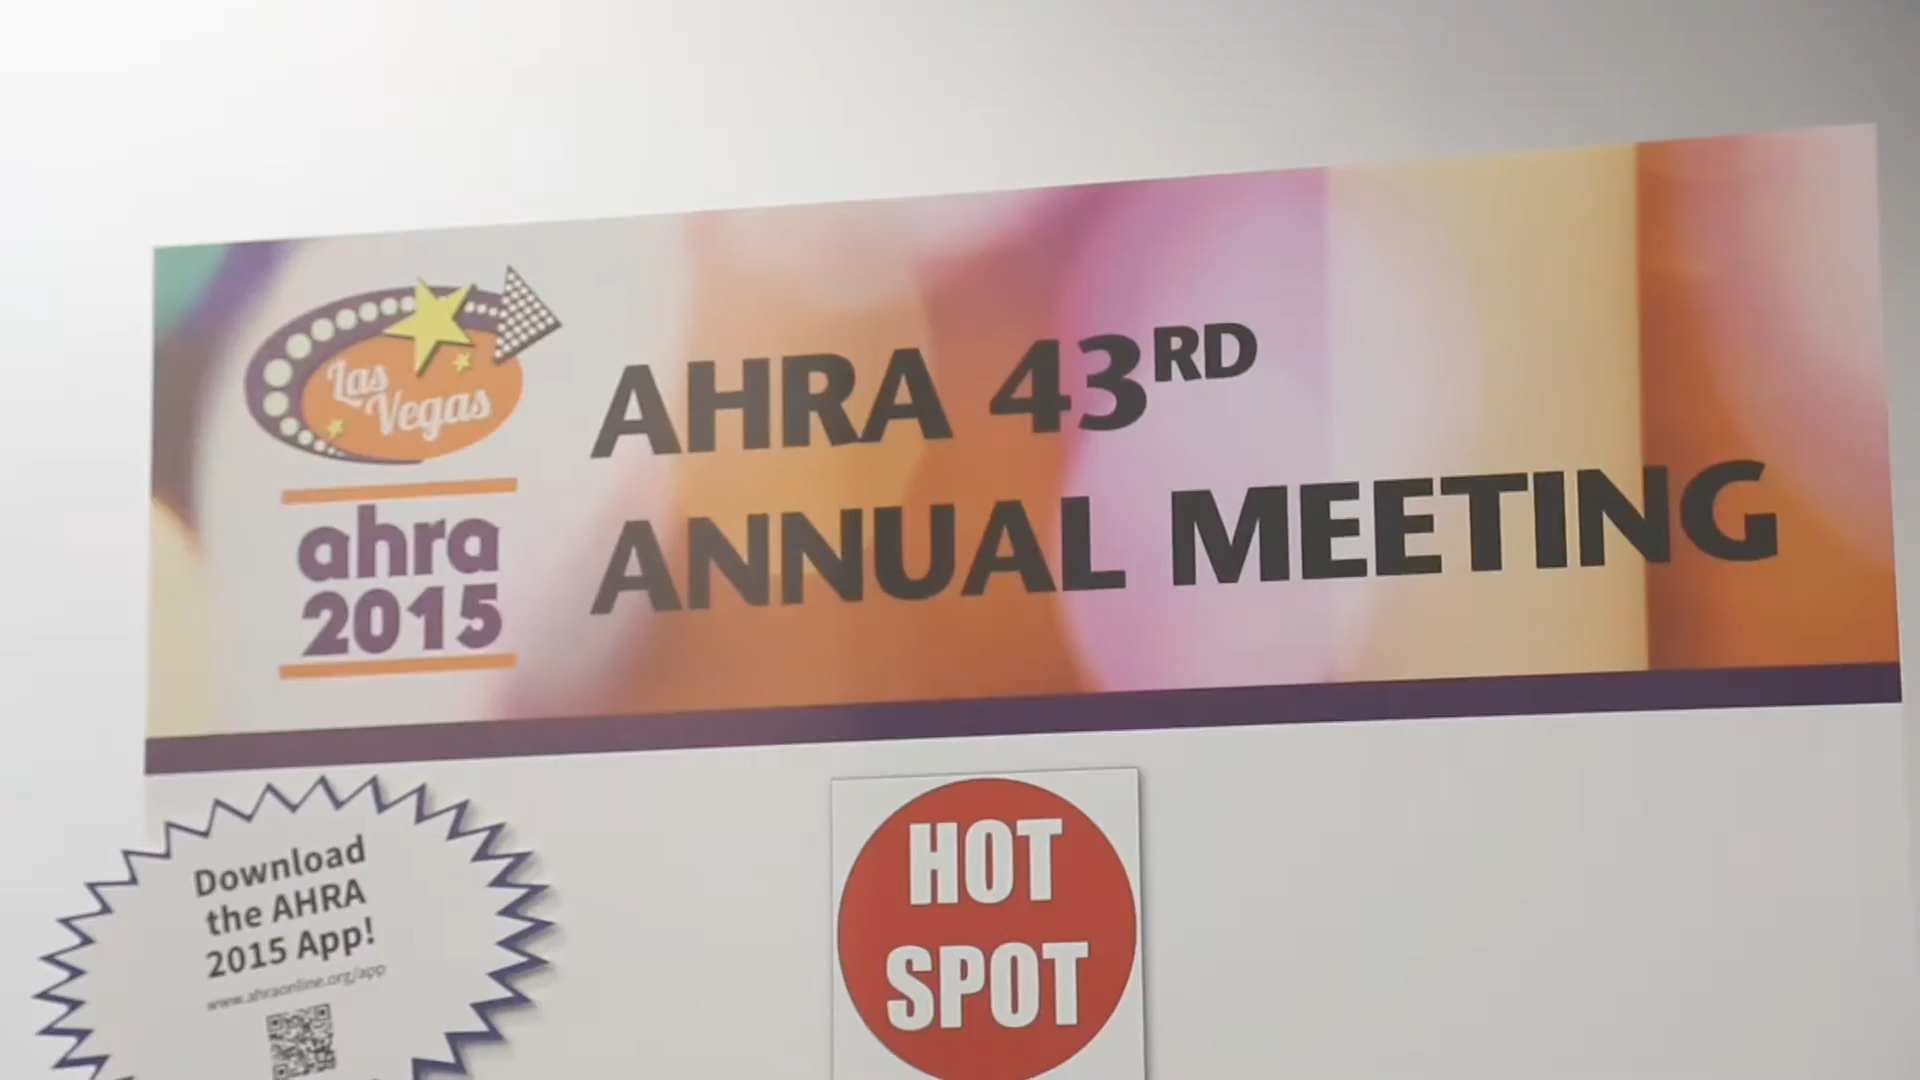 Las
Vegas
ahra
2015
AHRA 43RD
ANNUAL MEETING
Download
the AHRA
2015 App!
www.ahraonline.org/app
HOT
SPOT